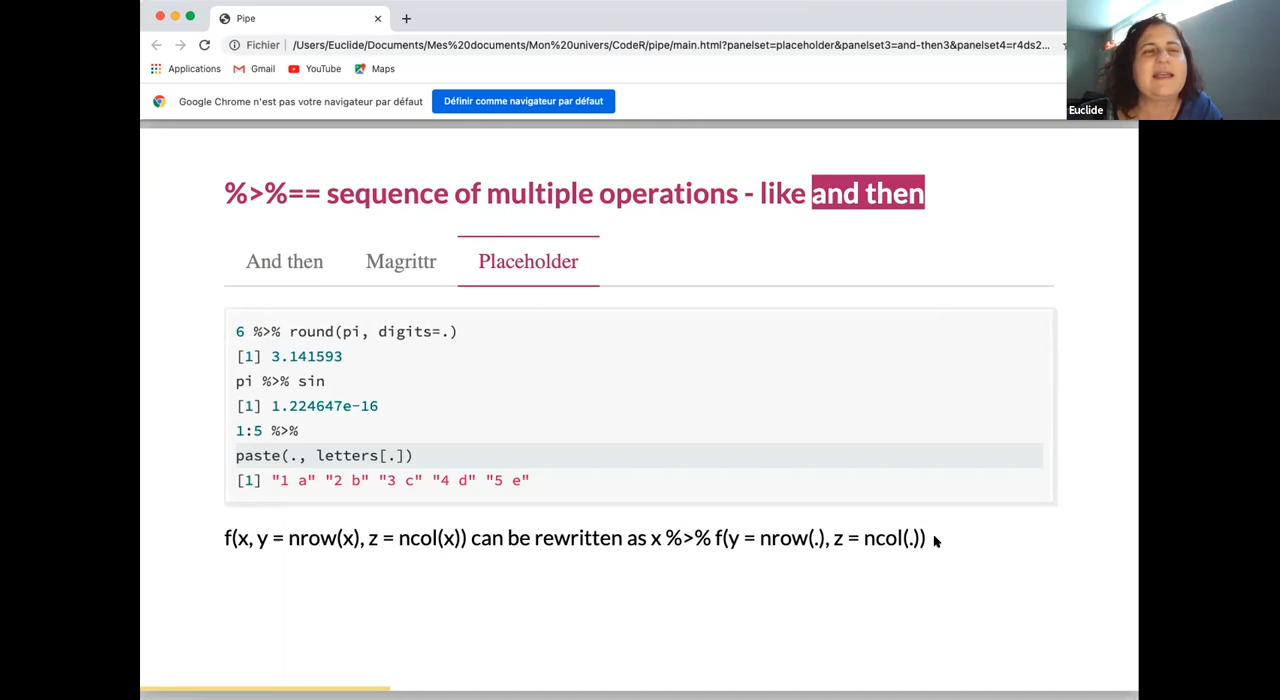 Pipe
Fichier
/Users/Euclide/Documents/Mes%20documents/Mon%20univers/CodeR/pipe/main.html?panelset=placeholder&panelset3=and-then3&panelset4=r4ds2...
Applications Gmail YouTube Maps
Google Chrome n'est pas votre navigateur par défaut Définir comme navigateur par défaut
Euclide
%>%== sequence of multiple operations - like and then
And then Magrittr Placeholder
6 %>% round(pi, digits=.)
[1] 3.141593
pi %>% sin
[1] 1.224647e-16
1:5 %>%
paste(., letters[.])
[1] "1 a" "2 b" "3 c" "4 d" "5 e"
f(x, y = nrow(x), z = ncol(x)) can be rewritten as x %>% f(y = nrow(.), z = ncol(.))